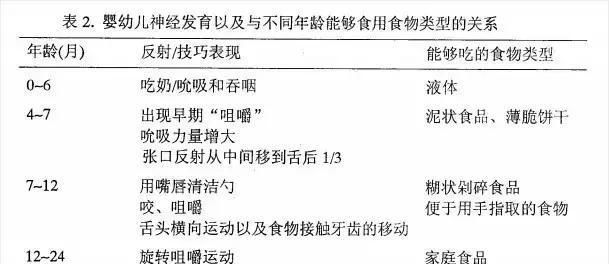 表 2. 婴幼儿神经发育以及与不同年龄能够食用食物类型的关系
年龄(月) 反射/技巧表现 能够吃的食物类型
0~6 吃奶/吮吸和吞咽 液体
4~7 出现早期“咀嚼” 泥状食品、薄脆饼干
吮吸力量增大
张口反射从中间移到舌后 1/3
7~12 用嘴唇清洁勺 糊状剁碎食品
咬、咀嚼 便于用手指取的食物
舌头横向运动以及食物接触牙齿的移动
12~24 旋转咀嚼运动 家庭食品